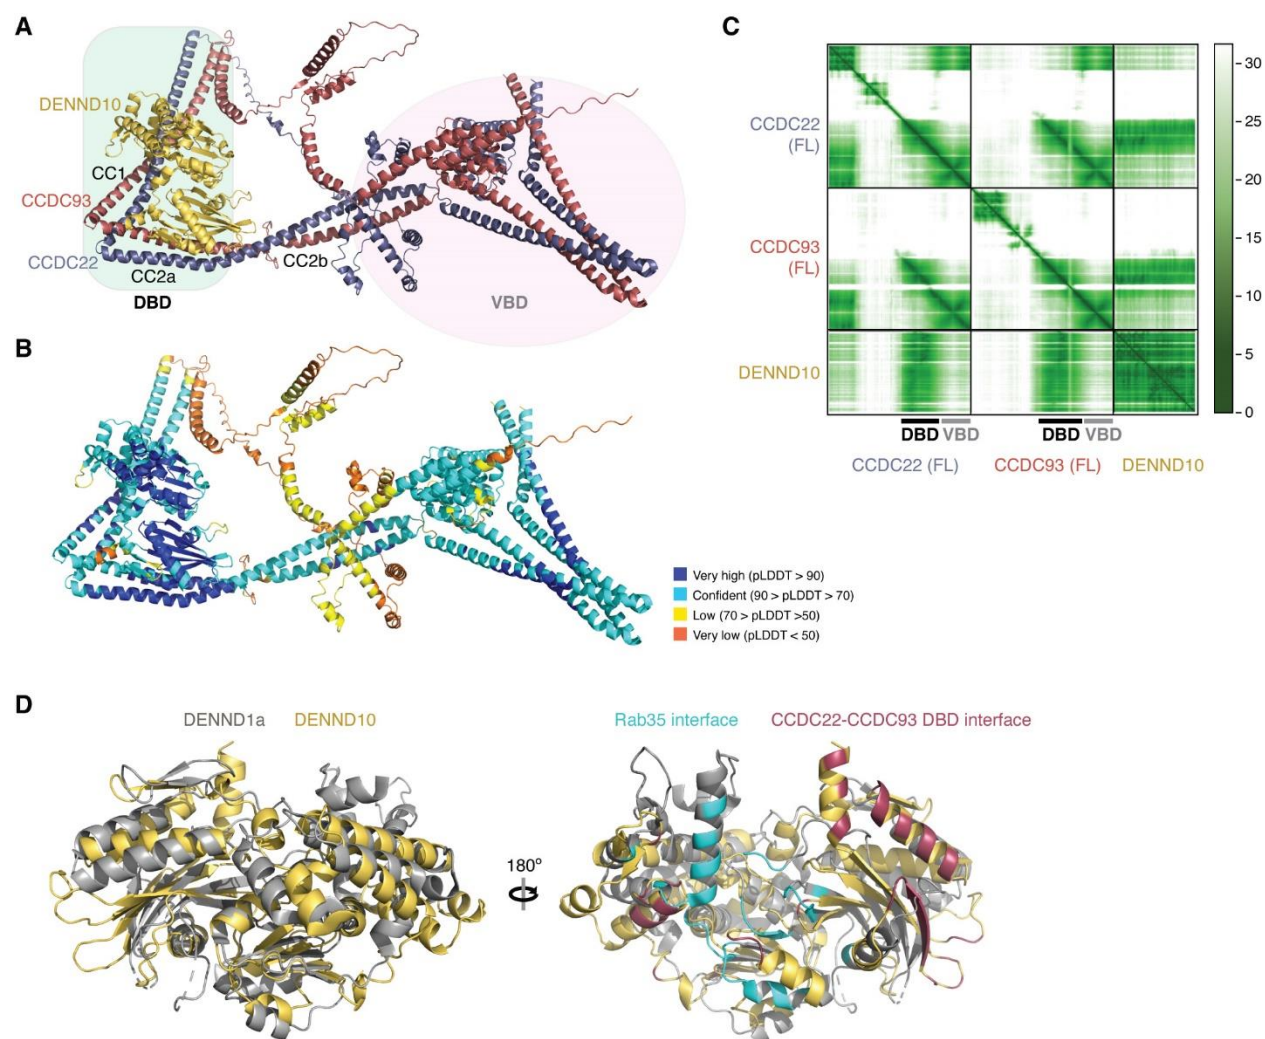 A
DENND10
CC1
CCDC93
CCDC22
CC2a
CC2b
DBD
VBD
B
Very high (pLDDT > 90)
Confident (90 > pLDDT > 70)
Low (70 > pLDDT >50)
Very low (pLDDT < 50)
C
CCDC22
(FL)
CCDC93
(FL)
DENND10
30
25
20
15
10
5
0
DBD VBD DBD VBD
CCDC22 (FL) CCDC93 (FL) DENND10
D
DENND1a DENND10
180º
Rab35 interface CCDC22-CCDC93 DBD interface